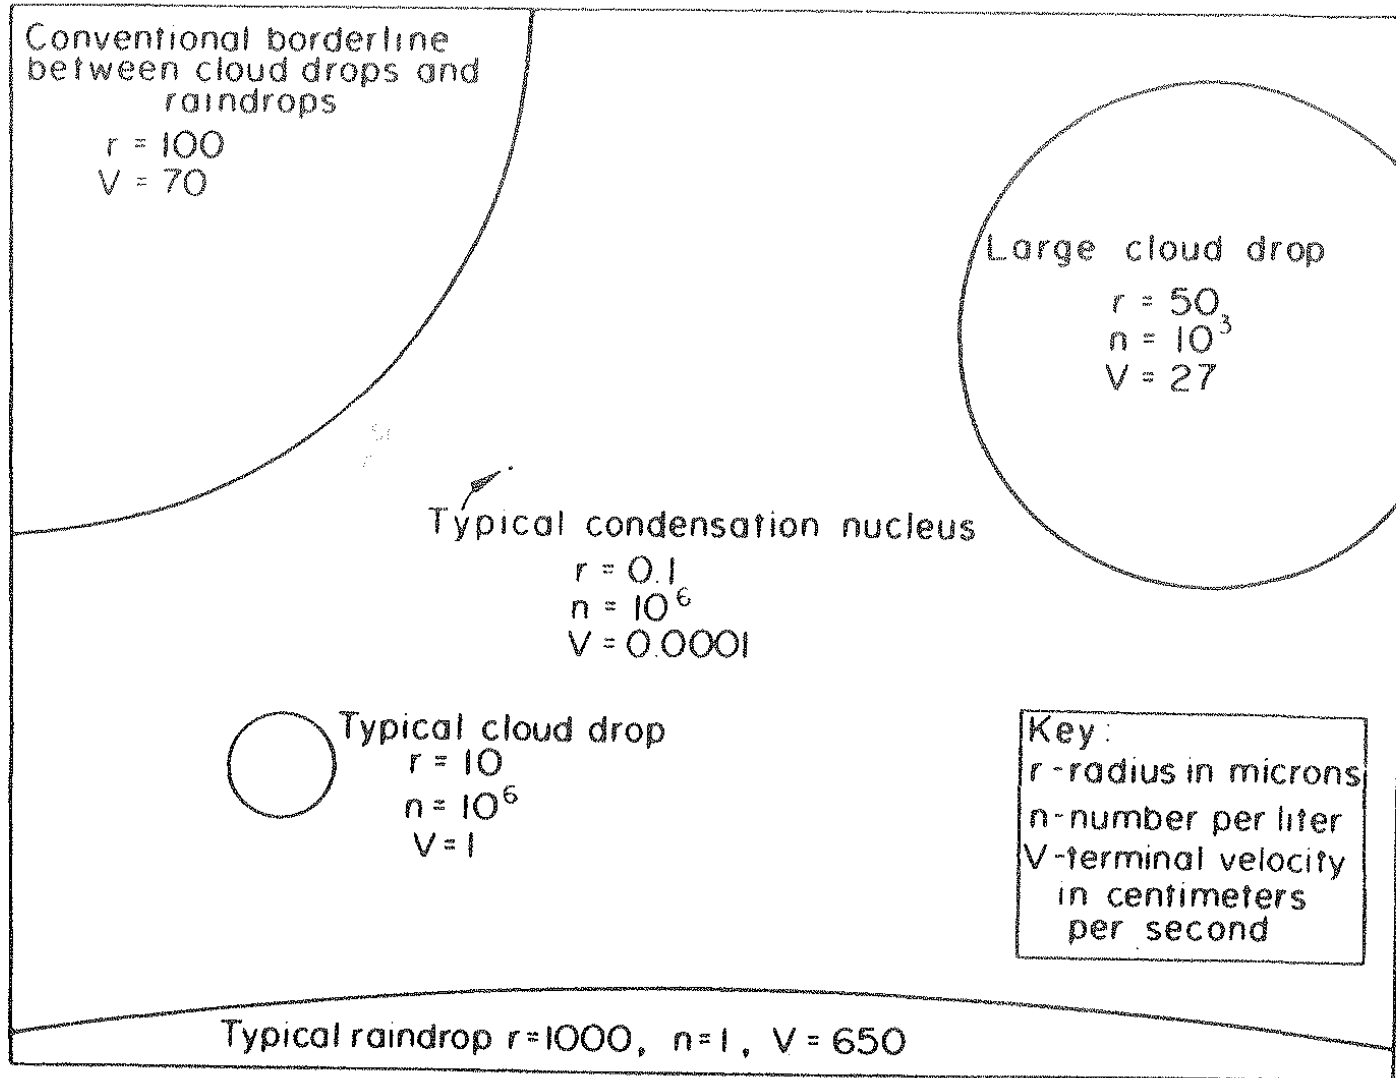 Conventional borderline
between cloud drops and
raindrops
r = 100
V = 70
Large cloud drop
r = 50
n = 10³
V = 27
Typical condensation nucleus
r = 0.1
n = 10⁶
V = 0.0001
Typical cloud drop
r = 10
n = 10⁶
V = 1
Key:
r - radius in microns
n - number per liter
V - terminal velocity
in centimeters
per second
Typical raindrop r = 1000, n = 1, V = 650